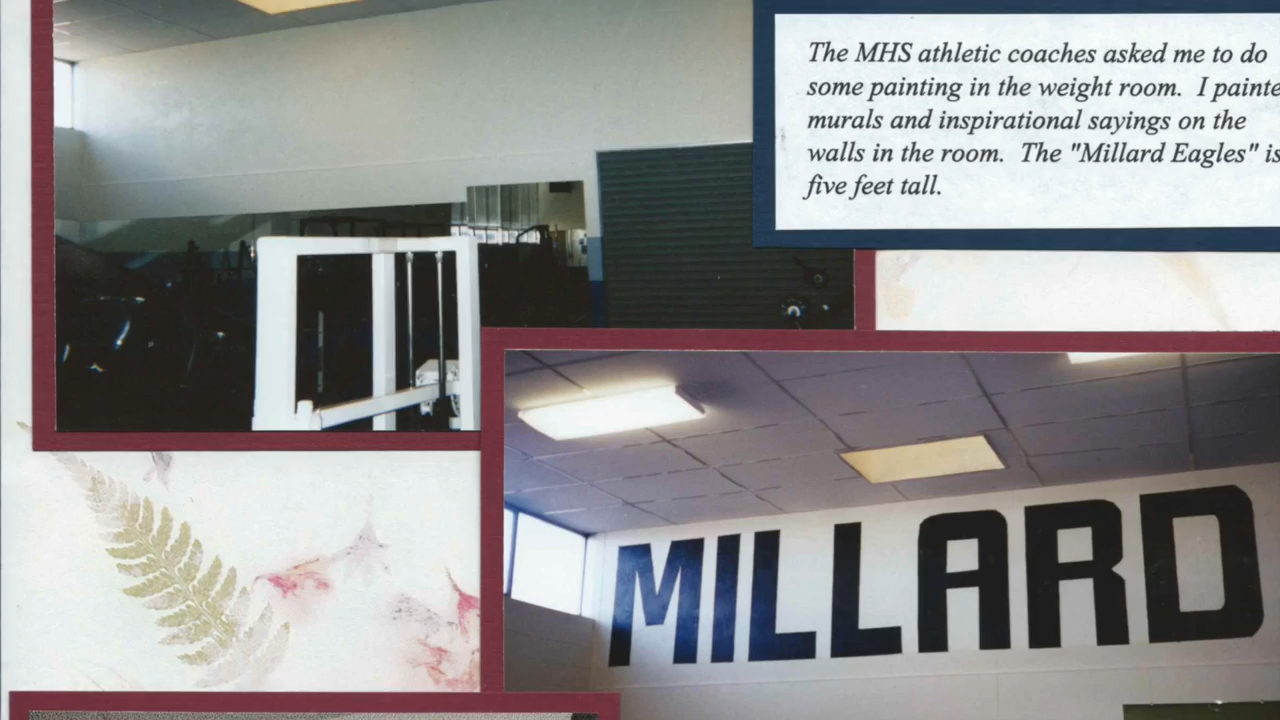 The MHS athletic coaches asked me to do
some painting in the weight room. I painte
murals and inspirational sayings on the
walls in the room. The "Millard Eagles" is
five feet tall.
MILLARD